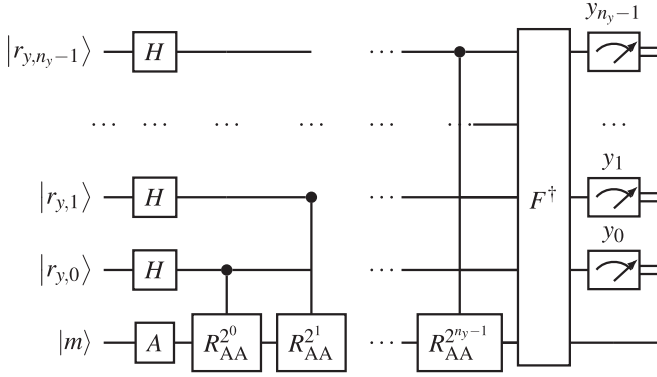 y_{n_y−1}
|r_{y,n_y−1}⟩ H ···
··· ··· ··· ··· ··· ··· ···
y_1
|r_{y,1}⟩ H ··· F^†
y_0
|r_{y,0}⟩ H ···
|m⟩ A R_{AA}^{2^0} R_{AA}^{2^1} ··· R_{AA}^{2^{n_y−1}}